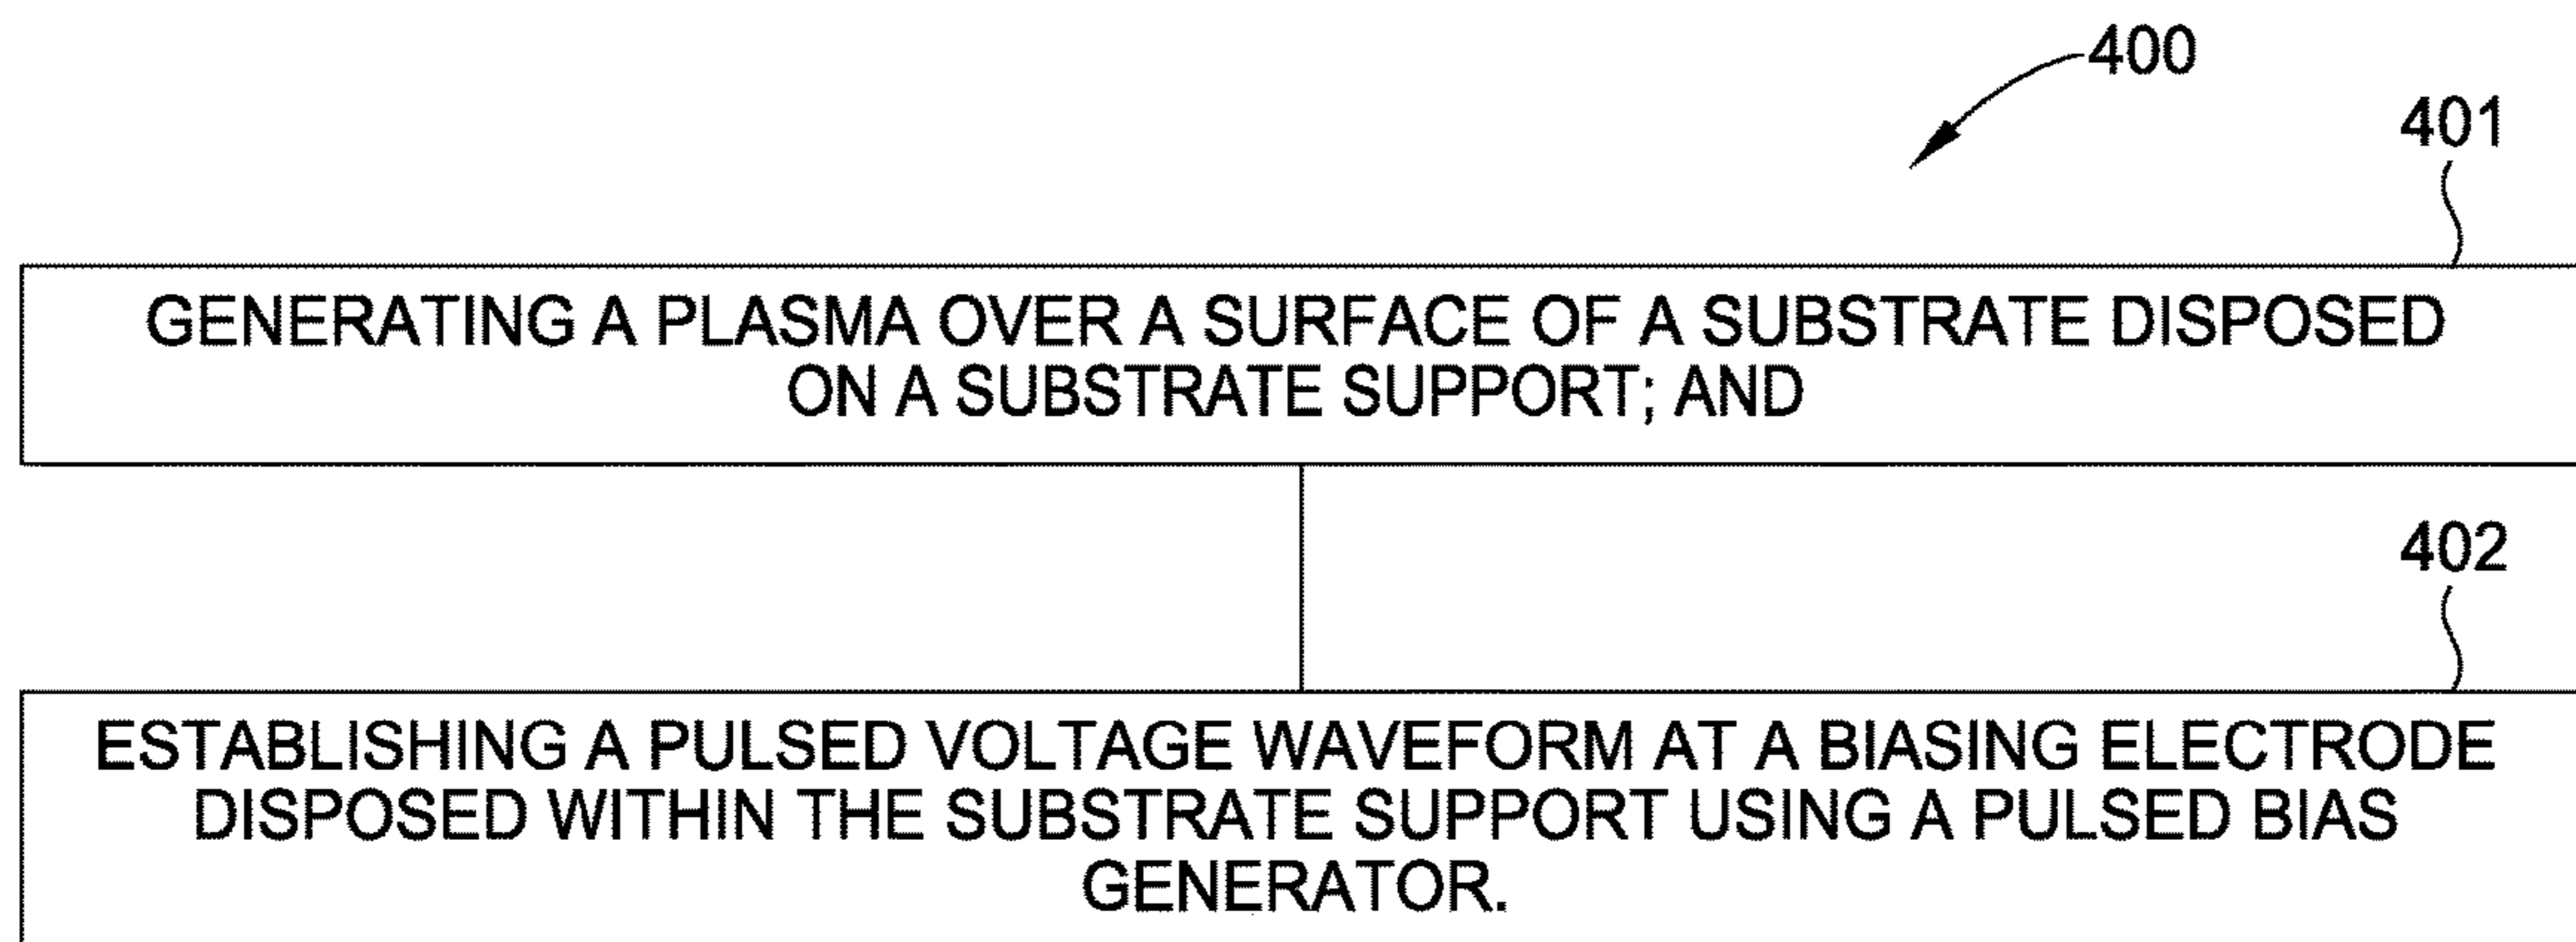 400
401
GENERATING A PLASMA OVER A SURFACE OF A SUBSTRATE DISPOSED
ON A SUBSTRATE SUPPORT; AND
402
ESTABLISHING A PULSED VOLTAGE WAVEFORM AT A BIASING ELECTRODE
DISPOSED WITHIN THE SUBSTRATE SUPPORT USING A PULSED BIAS
GENERATOR.